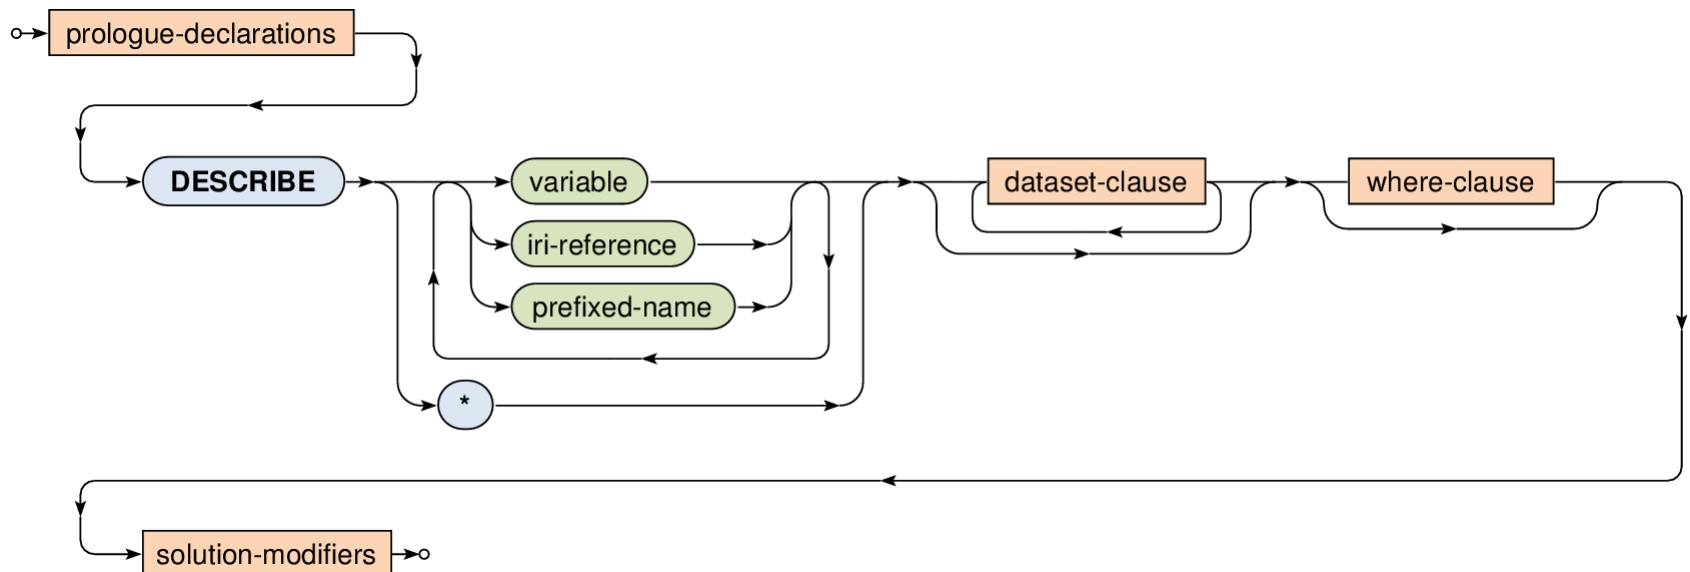 prologue-declarations
DESCRIBE
variable
dataset-clause
where-clause
iri-reference
prefixed-name
*
solution-modifiers